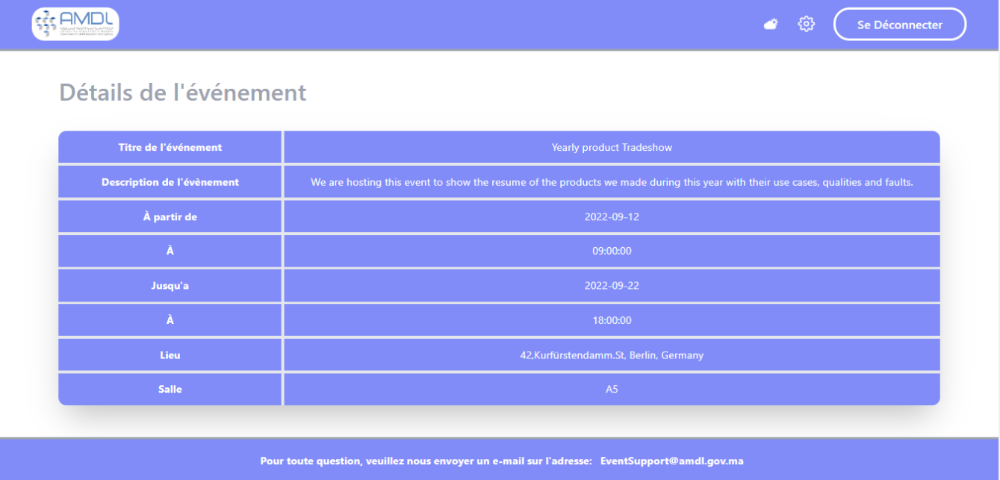 AMDL
Se Déconnecter
Détails de l'événement
Titre de l'événement Yearly product Tradeshow
Description de l'évènement We are hosting this event to show the resume of the products we made during this year with their use cases, qualities and faults.
À partir de 2022-09-12
À 09:00:00
Jusqu'a 2022-09-22
À 18:00:00
Lieu 42,Kurfürstendamm.St, Berlin, Germany
Salle A5
Pour toute question, veuillez nous envoyer un e-mail sur l'adresse: EventSupport@amdl.gov.ma